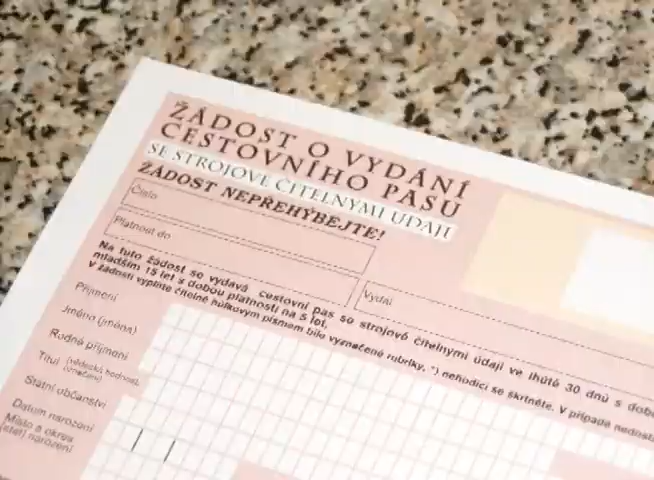 ŽÁDOST O VYDÁNÍ
CESTOVNÍHO PASU
SE STROJOVĚ ČITELNÝMI ÚDAJI
ŽÁDOST NEPŘEHÝBEJTE!
Číslo
Platnost do
Vydal
Na tuto žádost se vydává cestovní pas se strojově čitelnými údaji ve lhůtě 30 dnů s dobo
mladším 15 let s dobou platnosti na 5 let.
V žádosti vyplňte čitelně hůlkovým písmem bíle vyznačené rubriky. *) nehodící se škrtněte. V případě nedosta
Příjmení
Jméno (jména)
Rodné příjmení
Titul (vědecká hodnost,
označení)
Státní občanství
Datum narození
Místo a okres
(stát) narození